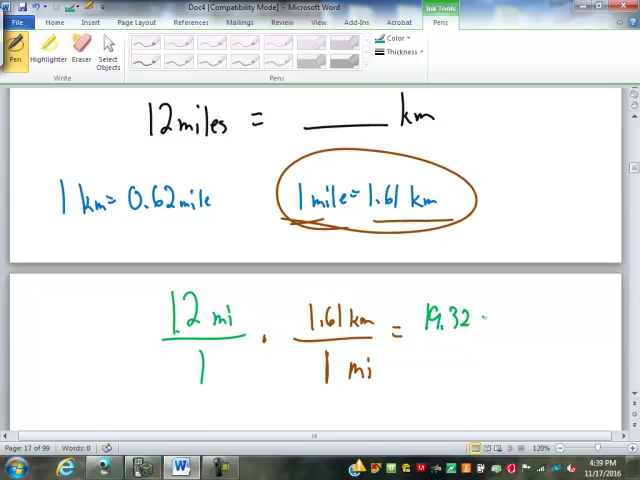 Doc4 [Compatibility Mode] - Microsoft Word
Ink Tools
File Home Insert Page Layout References Mailings Review View Add-Ins Acrobat Pens
Pen Highlighter Eraser Select Objects
Color
Thickness
Write Pens
12 miles = ____ km
1 km = 0.62 mile 1 mile = 1.61 km
12 mi 1.61 km
· = 19.32
1 1 mi
Page: 17 of 99 Words: 0 120%
4:39 PM
11/17/2016